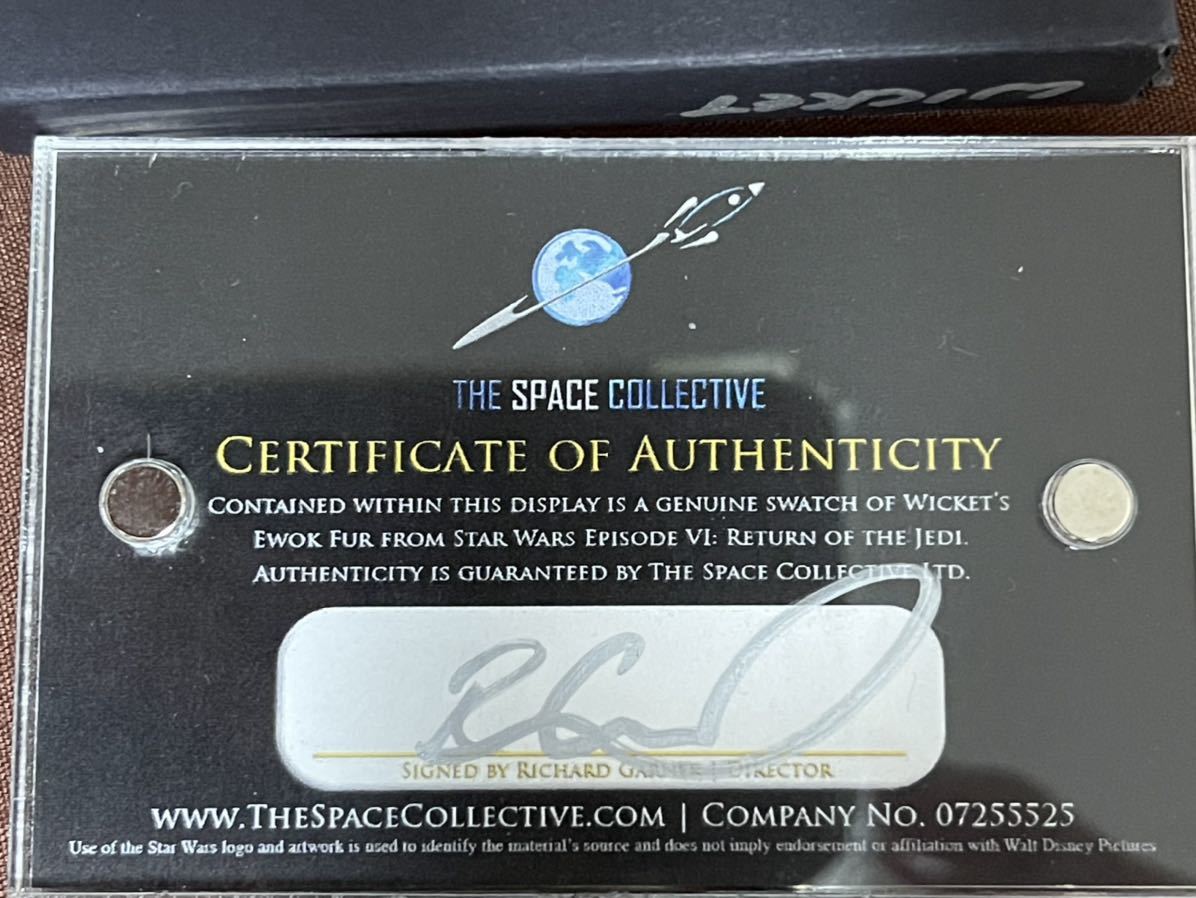 WICKET
THE SPACE COLLECTIVE
CERTIFICATE OF AUTHENTICITY
CONTAINED WITHIN THIS DISPLAY IS A GENUINE SWATCH OF WICKET'S
EWOK FUR FROM STAR WARS EPISODE VI: RETURN OF THE JEDI.
AUTHENTICITY IS GUARANTEED BY THE SPACE COLLECTIVE LTD.
SIGNED BY RICHARD GARNER | DIRECTOR
WWW.THESPACECOLLECTIVE.COM | COMPANY NO. 07255525
Use of the Star Wars logo and artwork is used to identify the material's source and does not imply endorsement or affiliation with Walt Disney Pictures